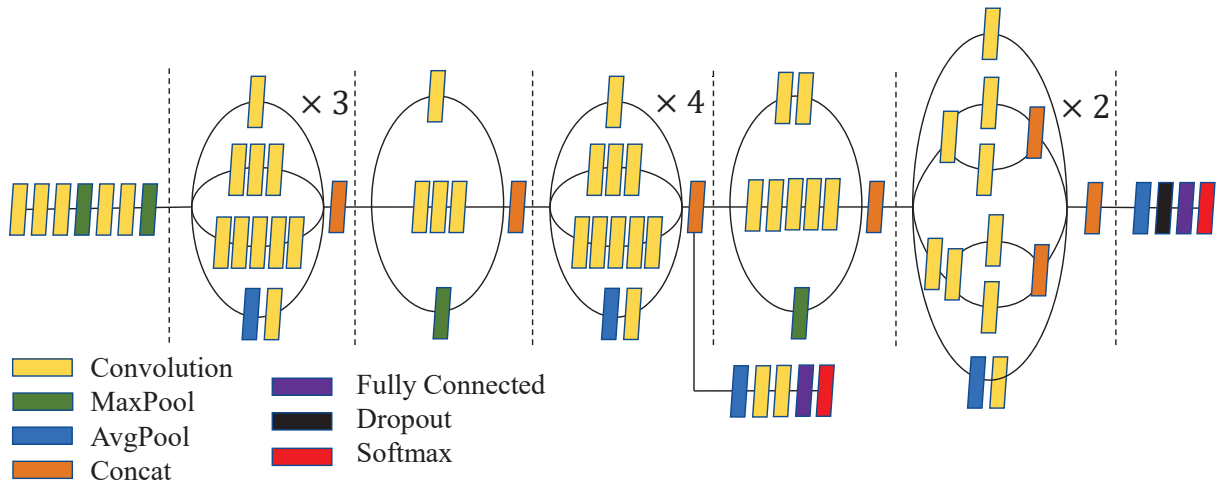 × 3
× 4
× 2
Convolution
MaxPool
AvgPool
Concat
Fully Connected
Dropout
Softmax